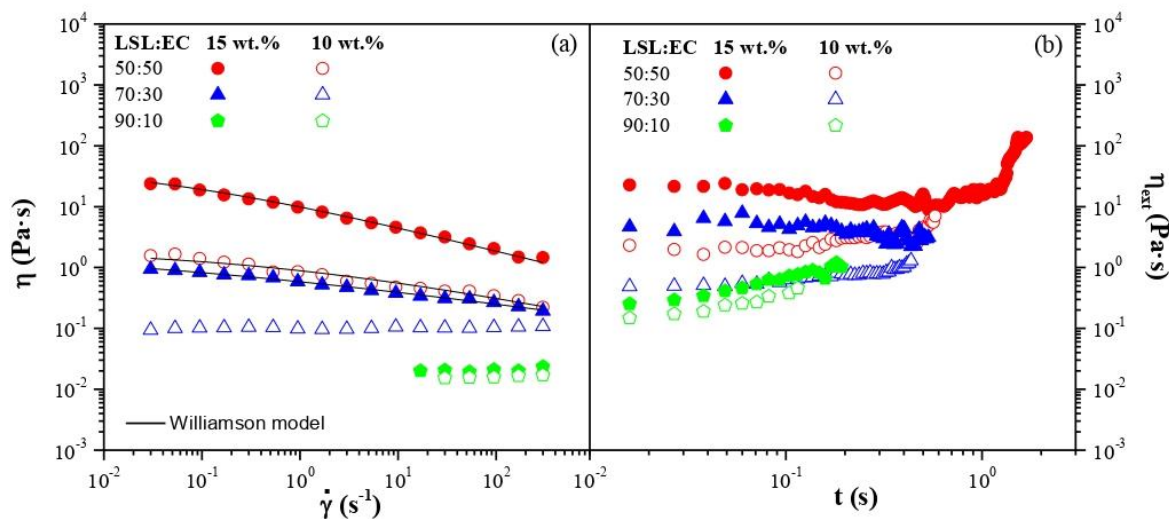 LSL:EC 15 wt.% 10 wt.% (a)
50:50
70:30
90:10
Williamson model
10⁴
10³
10²
10¹
10⁰
10⁻¹
10⁻²
10⁻³
η (Pa·s)
10⁻² 10⁻¹ 10⁰ 10¹ 10² 10³
γ̇ (s⁻¹)
LSL:EC 15 wt.% 10 wt.% (b)
50:50
70:30
90:10
10⁻² 10⁻¹ 10⁰
t (s)
10⁴
10³
10²
10¹
10⁰
10⁻¹
10⁻²
10⁻³
ηext (Pa·s)